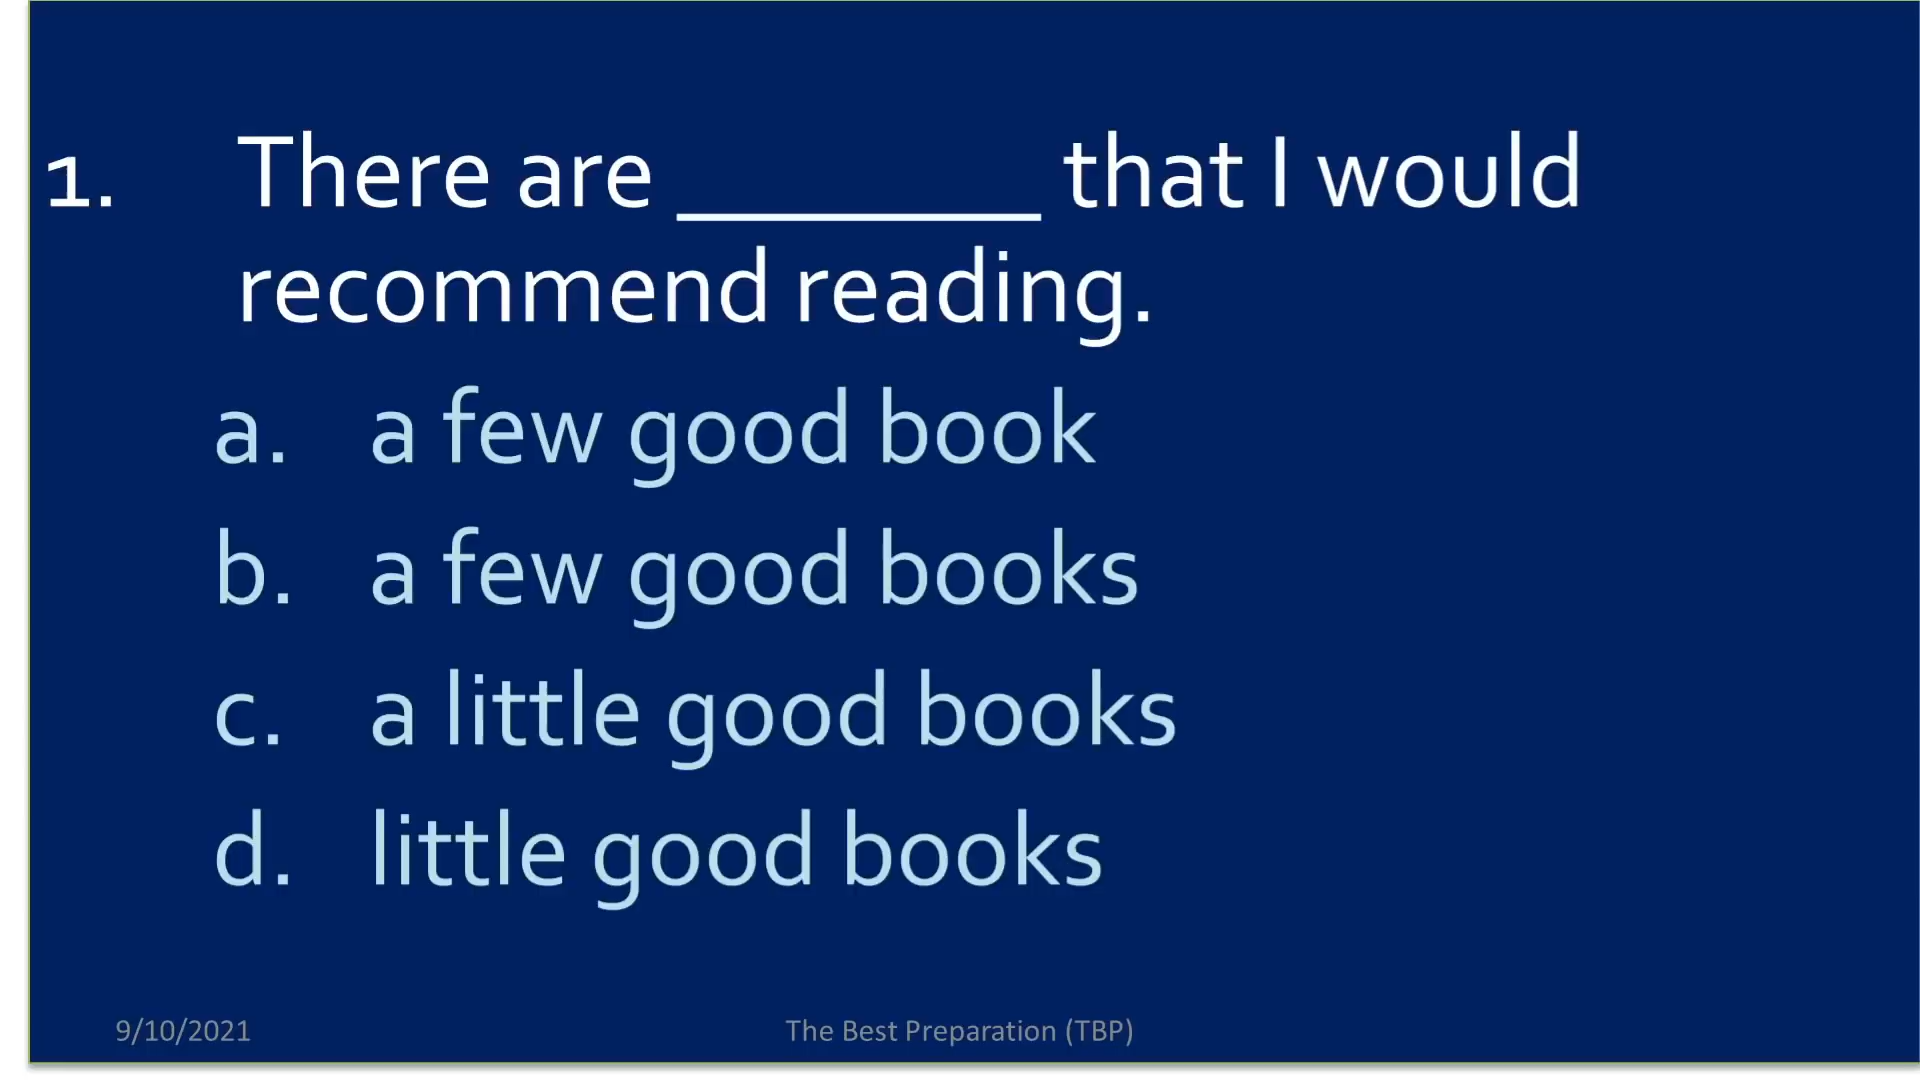 1. There are ________ that I would
recommend reading.
a. a few good book
b. a few good books
c. a little good books
d. little good books
9/10/2021 The Best Preparation (TBP)